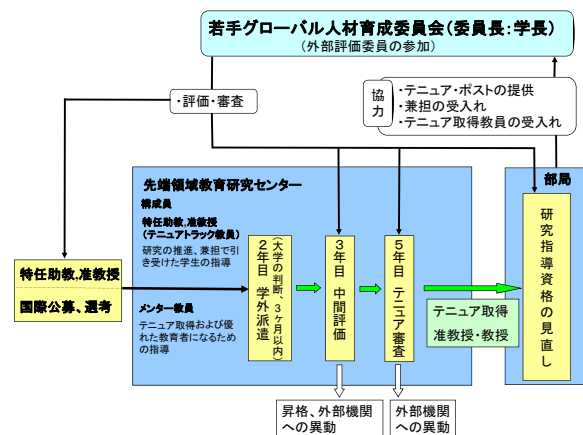 若手グローバル人材育成委員会(委員長:学長)
(外部評価委員の参加)
・評価・審査
協力
・テニュア・ポストの提供
・兼担の受入れ
・テニュア取得教員の受入れ
先端領域教育研究センター
構成員
特任助教,准教授
(テニュアトラック教員)
研究の推進、兼担で引
き受けた学生の指導
メンター教員
テニュア取得および優
れた教育者になるため
の指導
特任助教,准教授
国際公募、選考
2年目 学外派遣
(大学の判断、3ヶ月以内)
3年目 中間評価
5年目 テニュア審査
テニュア取得
准教授・教授
部局
研究指導資格の見直し
昇格、外部機関
への異動
外部機関
への異動